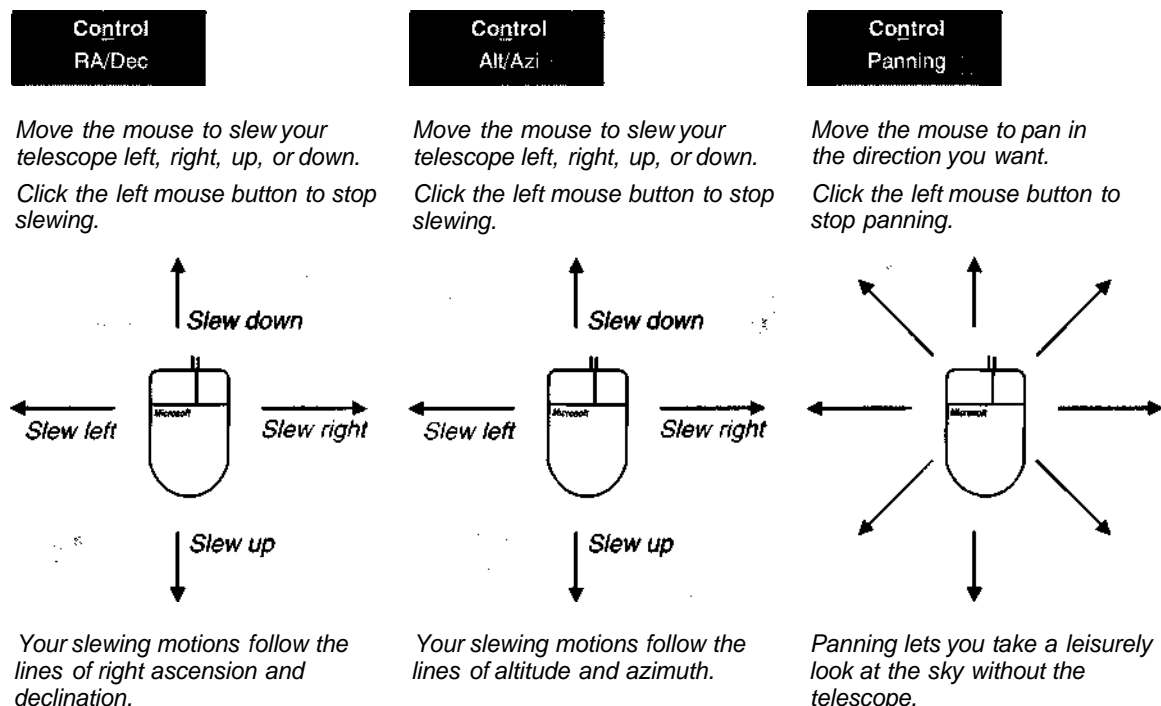 Control
RA/Dec
Move the mouse to slew your
telescope left, right, up, or down.
Click the left mouse button to stop
slewing.
Slew down
Microsoft
Slew left
Slew right
Slew up
Your slewing motions follow the
lines of right ascension and
declination.
Control
Alt/Azi
Move the mouse to slew your
telescope left, right, up, or down.
Click the left mouse button to stop
slewing.
Slew down
Microsoft
Slew left
Slew right
Slew up
Your slewing motions follow the
lines of altitude and azimuth.
Control
Panning
Move the mouse to pan in
the direction you want.
Click the left mouse button to
stop panning.
Microsoft
Panning lets you take a leisurely
look at the sky without the
telescope.